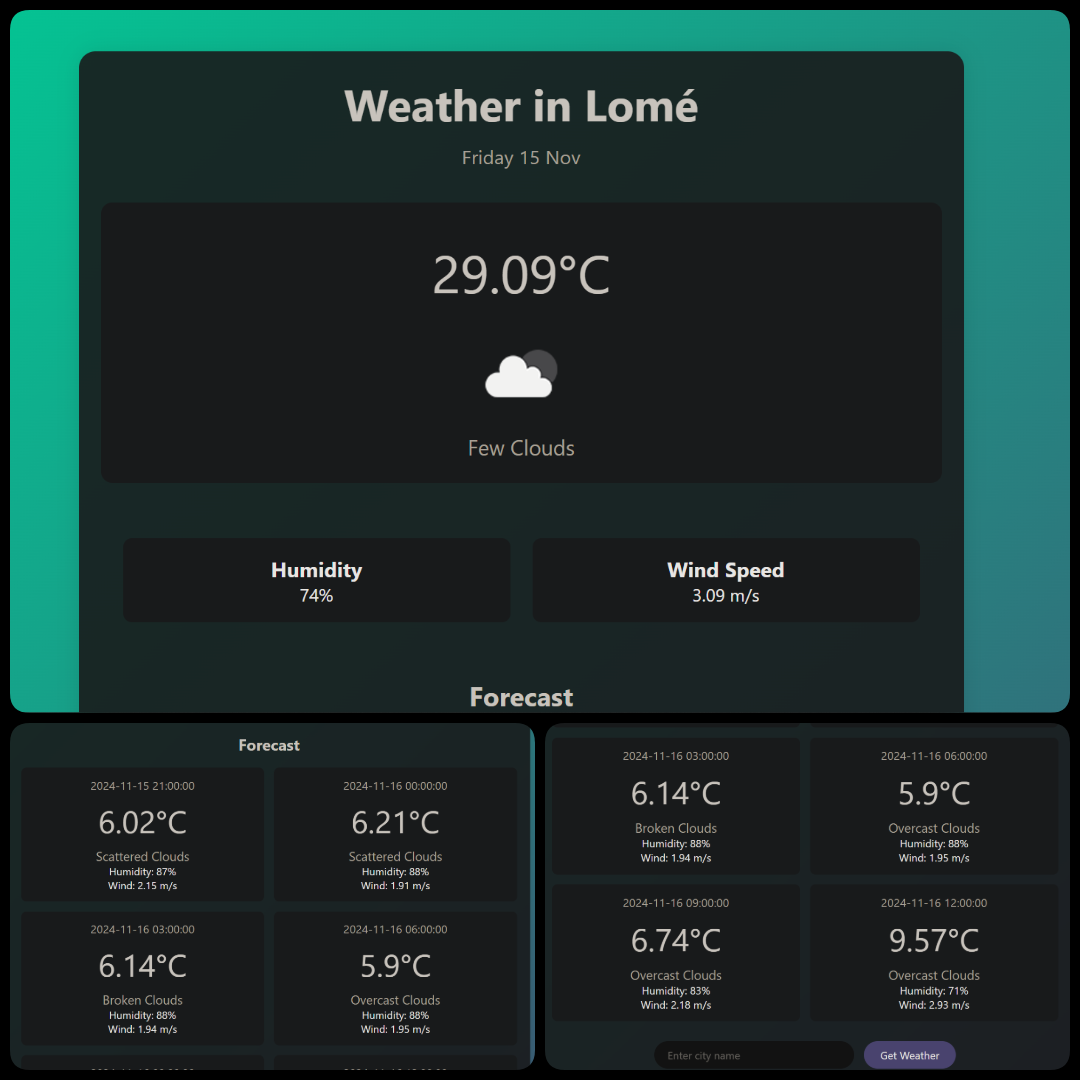 Weather in Lomé
Friday 15 Nov
29.09°C
Few Clouds
Humidity
74%
Wind Speed
3.09 m/s
Forecast
Forecast
2024-11-15 21:00:00
6.02°C
Scattered Clouds
Humidity: 87%
Wind: 2.15 m/s
2024-11-16 00:00:00
6.21°C
Scattered Clouds
Humidity: 88%
Wind: 1.91 m/s
2024-11-16 03:00:00
6.14°C
Broken Clouds
Humidity: 88%
Wind: 1.94 m/s
2024-11-16 06:00:00
5.9°C
Overcast Clouds
Humidity: 88%
Wind: 1.95 m/s
2024-11-16 03:00:00
6.14°C
Broken Clouds
Humidity: 88%
Wind: 1.94 m/s
2024-11-16 06:00:00
5.9°C
Overcast Clouds
Humidity: 88%
Wind: 1.95 m/s
2024-11-16 09:00:00
6.74°C
Overcast Clouds
Humidity: 83%
Wind: 2.18 m/s
2024-11-16 12:00:00
9.57°C
Overcast Clouds
Humidity: 71%
Wind: 2.93 m/s
Enter city name
Get Weather